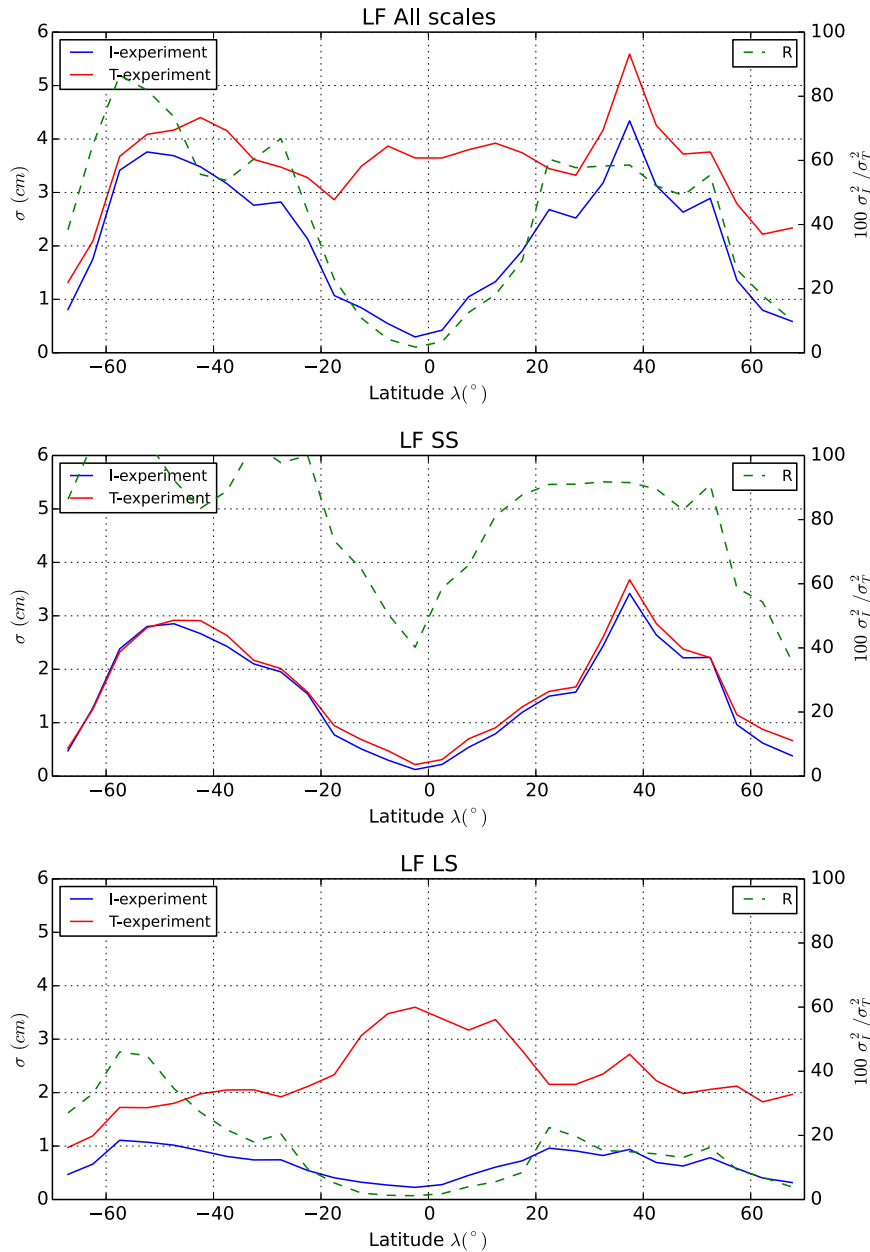 LF All scales
I-experiment
T-experiment
R
6
5
4
3
2
1
0
σ (cm)
100
80
60
40
20
0
100 σ_I^2 /σ_T^2
−60 −40 −20 0 20 40 60
Latitude λ(°)
LF SS
I-experiment
T-experiment
R
6
5
4
3
2
1
0
σ (cm)
100
80
60
40
20
0
100 σ_I^2 /σ_T^2
−60 −40 −20 0 20 40 60
Latitude λ(°)
LF LS
I-experiment
T-experiment
R
6
5
4
3
2
1
0
σ (cm)
100
80
60
40
20
0
100 σ_I^2 /σ_T^2
−60 −40 −20 0 20 40 60
Latitude λ(°)